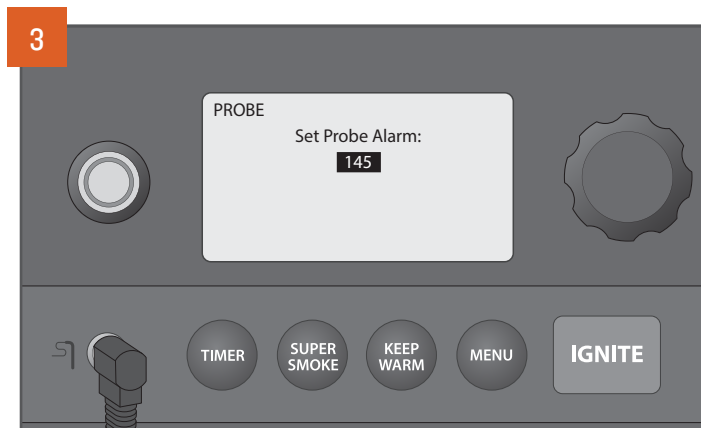 3
PROBE
Set Probe Alarm:
145
TIMER
SUPER
SMOKE
KEEP
WARM
MENU
IGNITE